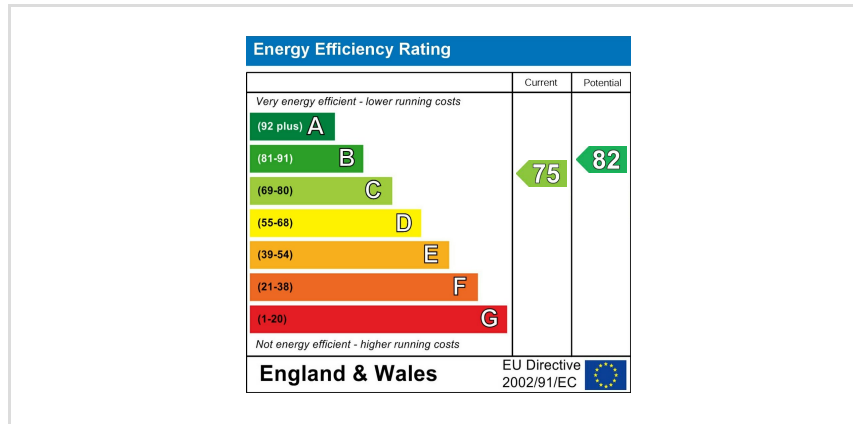 Energy Efficiency Rating
Current Potential
Very energy efficient - lower running costs
(92 plus) A
(81-91) B
(69-80) C
(55-68) D
(39-54) E
(21-38) F
(1-20) G
75
82
Not energy efficient - higher running costs
England & Wales
EU Directive
2002/91/EC